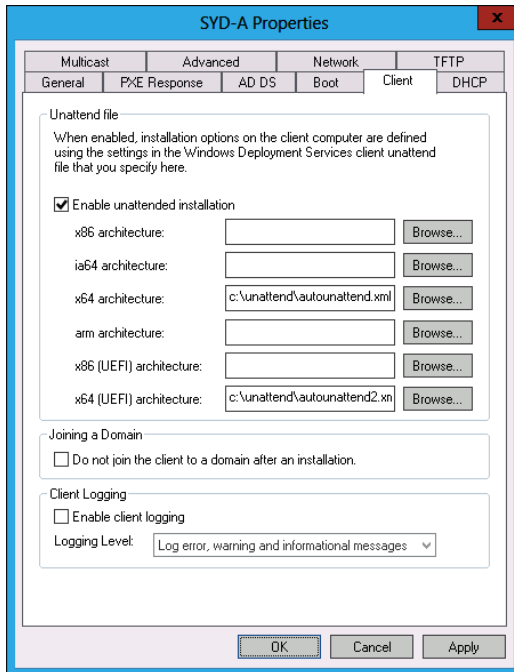 SYD-A Properties
x
Multicast Advanced Network TFTP
General PXE Response AD DS Boot Client DHCP
Unattend file
When enabled, installation options on the client computer are defined
using the settings in the Windows Deployment Services client unattend
file that you specify here.
Enable unattended installation
x86 architecture: Browse...
ia64 architecture: Browse...
x64 architecture: c:\unattend\autounattend.xml Browse...
arm architecture: Browse...
x86 (UEFI) architecture: Browse...
x64 (UEFI) architecture: c:\unattend\autounattend2.xm Browse...
Joining a Domain
Do not join the client to a domain after an installation.
Client Logging
Enable client logging
Logging Level: Log error, warning and informational messages
OK Cancel Apply